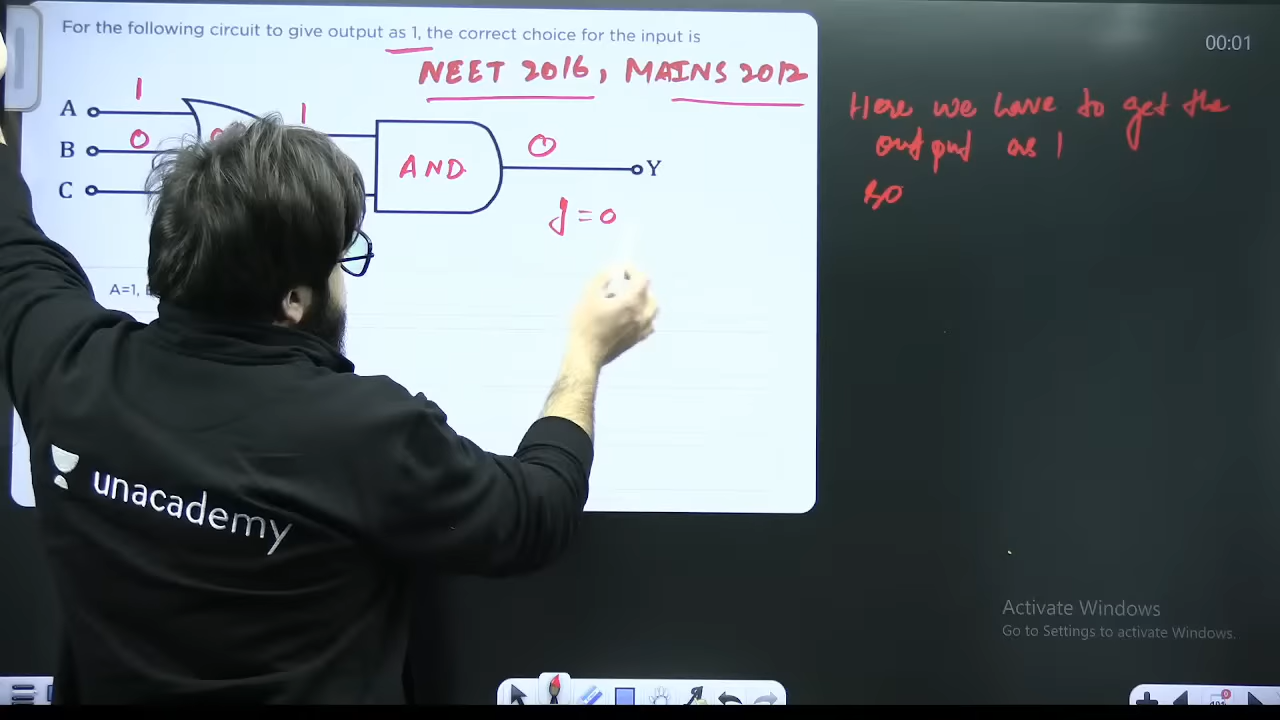 For the following circuit to give output as 1, the correct choice for the input is
00:01
NEET 2016, MAINS 2012
1
A
1
Here we have to get the
output as 1
B
0
AND
0
Y
C
so
y = 0
A=1,
unacademy
Activate Windows
Go to Settings to activate Windows.